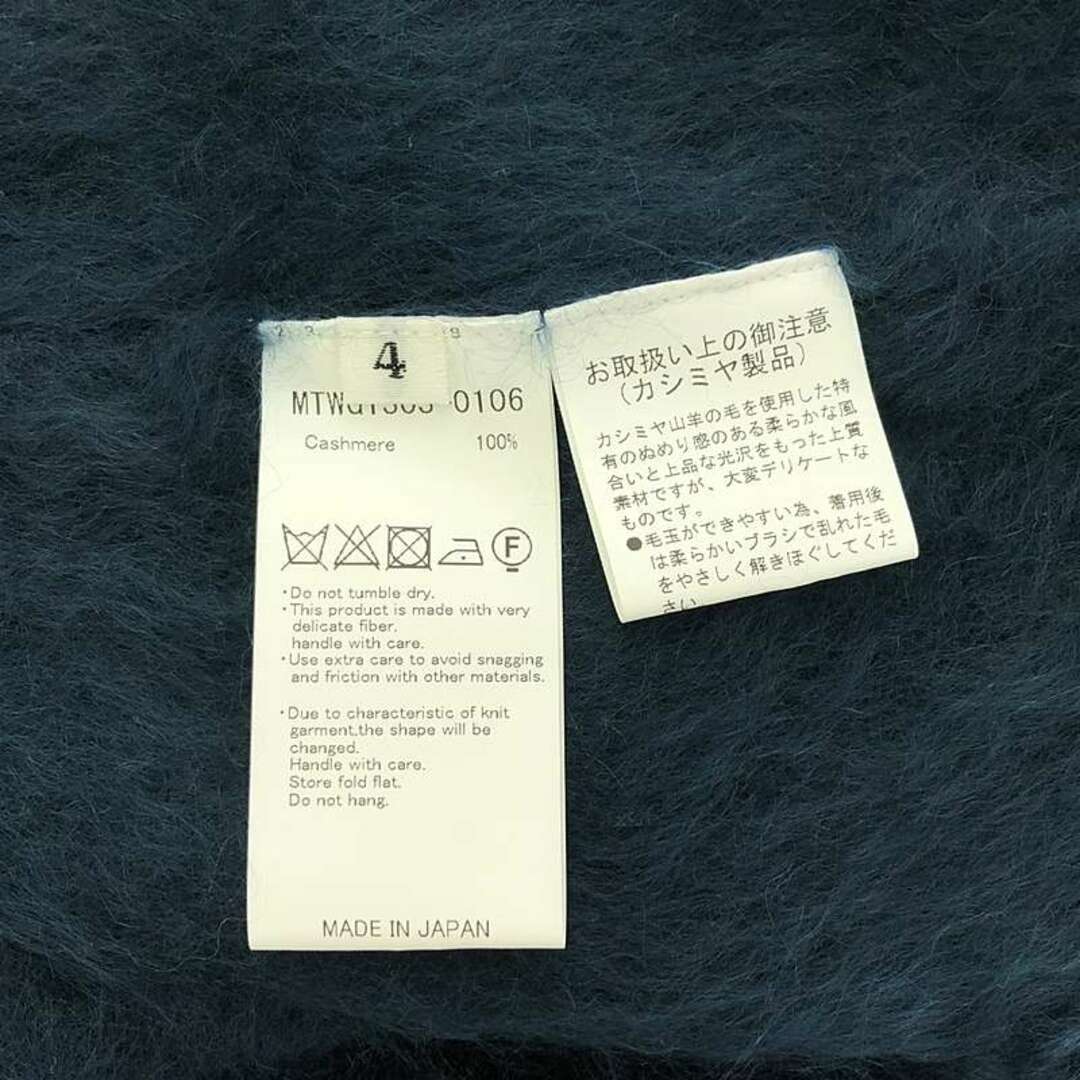 4
0106
Cashmere 100%
F
・Do not tumble dry.
・This product is made with very
delicate fiber.
handle with care.
・Use extra care to avoid snagging
and friction with other materials.
・Due to characteristic of knit
garment,the shape will be
changed.
Handle with care.
Store fold flat.
Do not hang.
MADE IN JAPAN
お取扱い上の御注意
(カシミヤ製品)
カシミヤ山羊の毛を使用した特
有のぬめり感のある柔らかな風
合いと上品な光沢をもった上質
素材ですが、大変デリケートな
ものです。
●毛玉ができやすい為、着用後
は柔らかいブラシで乱れた毛
をやさしく解きほぐしてくだ
さい